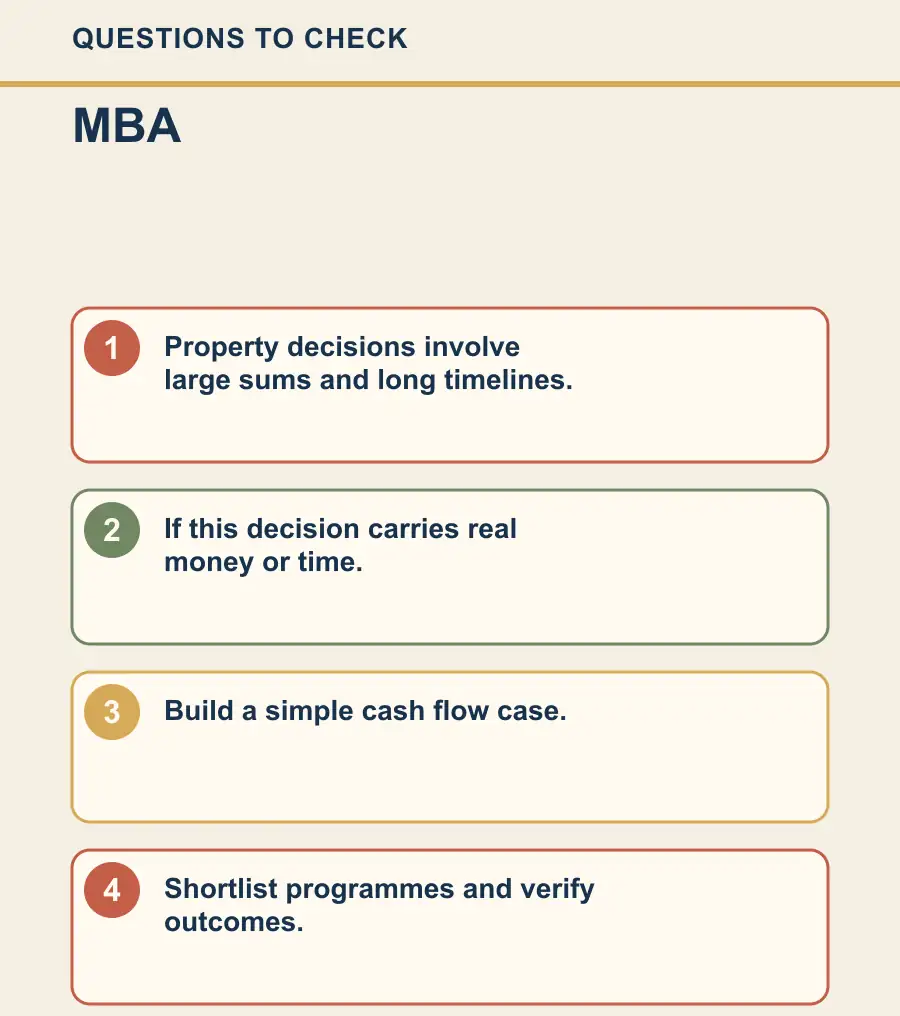 QUESTIONS TO CHECK
MBA
1
Property decisions involve
large sums and long timelines.
2
If this decision carries real
money or time.
3
Build a simple cash flow case.
4
Shortlist programmes and verify
outcomes.